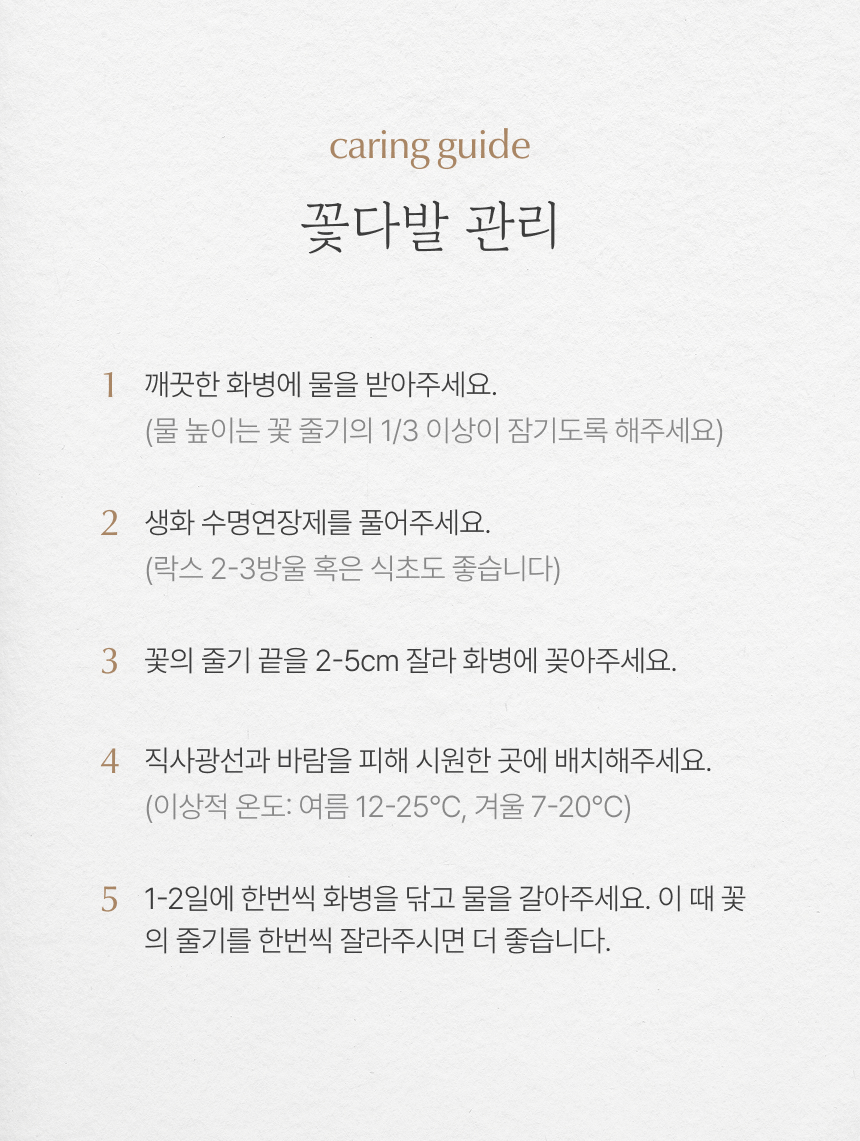 caring guide
꽃다발 관리
1 깨끗한 화병에 물을 받아주세요.
(물 높이는 꽃 줄기의 1/3 이상이 잠기도록 해주세요)
2 생화 수명연장제를 풀어주세요.
(락스 2-3방울 혹은 식초도 좋습니다)
3 꽃의 줄기 끝을 2-5cm 잘라 화병에 꽂아주세요.
4 직사광선과 바람을 피해 시원한 곳에 배치해주세요.
(이상적 온도: 여름 12-25°C, 겨울 7-20°C)
5 1-2일에 한번씩 화병을 닦고 물을 갈아주세요. 이 때 꽃
의 줄기를 한번씩 잘라주시면 더 좋습니다.